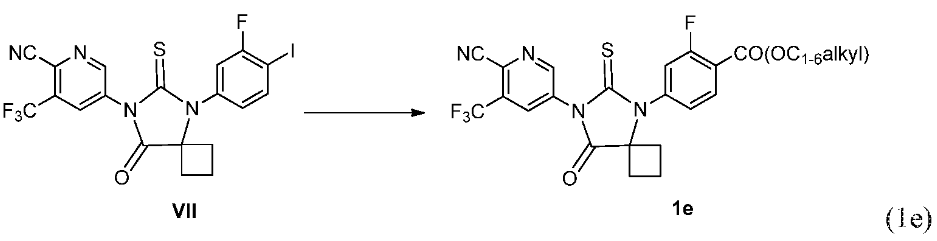 F F
NC N S I NC N S CO(OC1-6alkyl)
F3C N N F3C N N
O O
VII 1e
(1e)